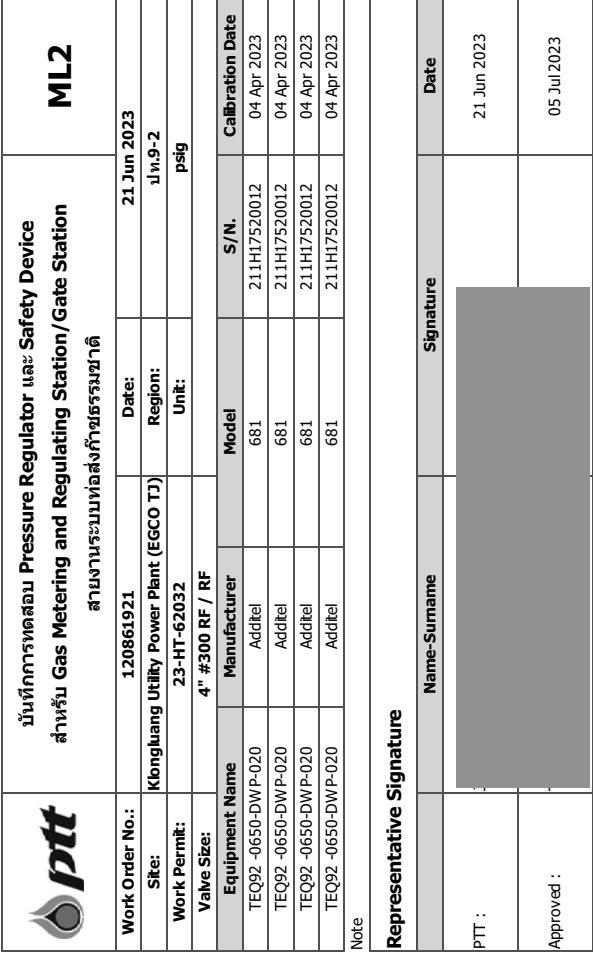 ptt
บันทึกการทดสอบ Pressure Regulator และ Safety Device
สำหรับ Gas Metering and Regulating Station/Gate Station
สายงานระบบท่อส่งก๊าซธรรมชาติ
ML2
Work Order No.: 120861921 Date: 21 Jun 2023
Site: Klongluang Utility Power Plant (EGCO TJ) Region: ปท.9-2
Work Permit: 23-HT-62032 Unit: psig
Valve Size: 4" #300 RF / RF
Equipment Name Manufacturer Model S/N. Calibration Date
TEQ92 -0650-DWP-020 Additel 681 211H17520012 04 Apr 2023
TEQ92 -0650-DWP-020 Additel 681 211H17520012 04 Apr 2023
TEQ92 -0650-DWP-020 Additel 681 211H17520012 04 Apr 2023
TEQ92 -0650-DWP-020 Additel 681 211H17520012 04 Apr 2023
Note
Representative Signature
Name-Surname Signature Date
PTT : 21 Jun 2023
Approved : 05 Jul 2023